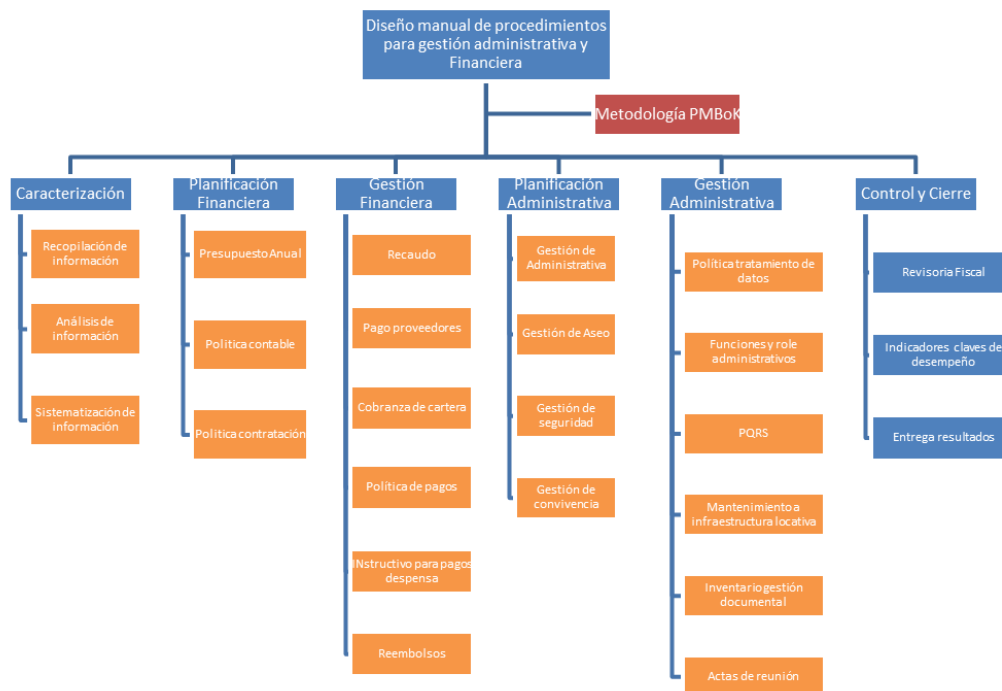 Diseño manual de procedimientos
para gestión administrativa y
Financiera
Metodología PMBoK
Caracterización
Recopilación de
información
Análisis de
información
Sistematización de
información
Planificación
Financiera
Presupuesto Anual
Política contable
Política contratación
Gestión
Financiera
Recaudo
Pago proveedores
Cobranza de cartera
Política de pagos
INstructivo para pagos
despensa
Reembolsos
Planificación
Administrativa
Gestión de
Administrativa
Gestión de Aseo
Gestión de
seguridad
Gestión de
convivencia
Gestión
Administrativa
Política tratamiento de
datos
Funciones y role
administrativos
PQRS
Mantenimiento a
infraestructura locativa
Inventario gestión
documental
Actas de reunión
Control y Cierre
Revisoria Fiscal
Indicadores claves de
desempeño
Entrega resultados